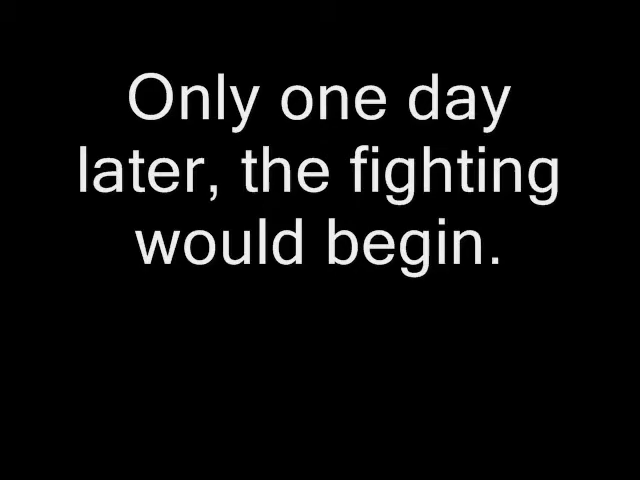 Only one day
later, the fighting
would begin.